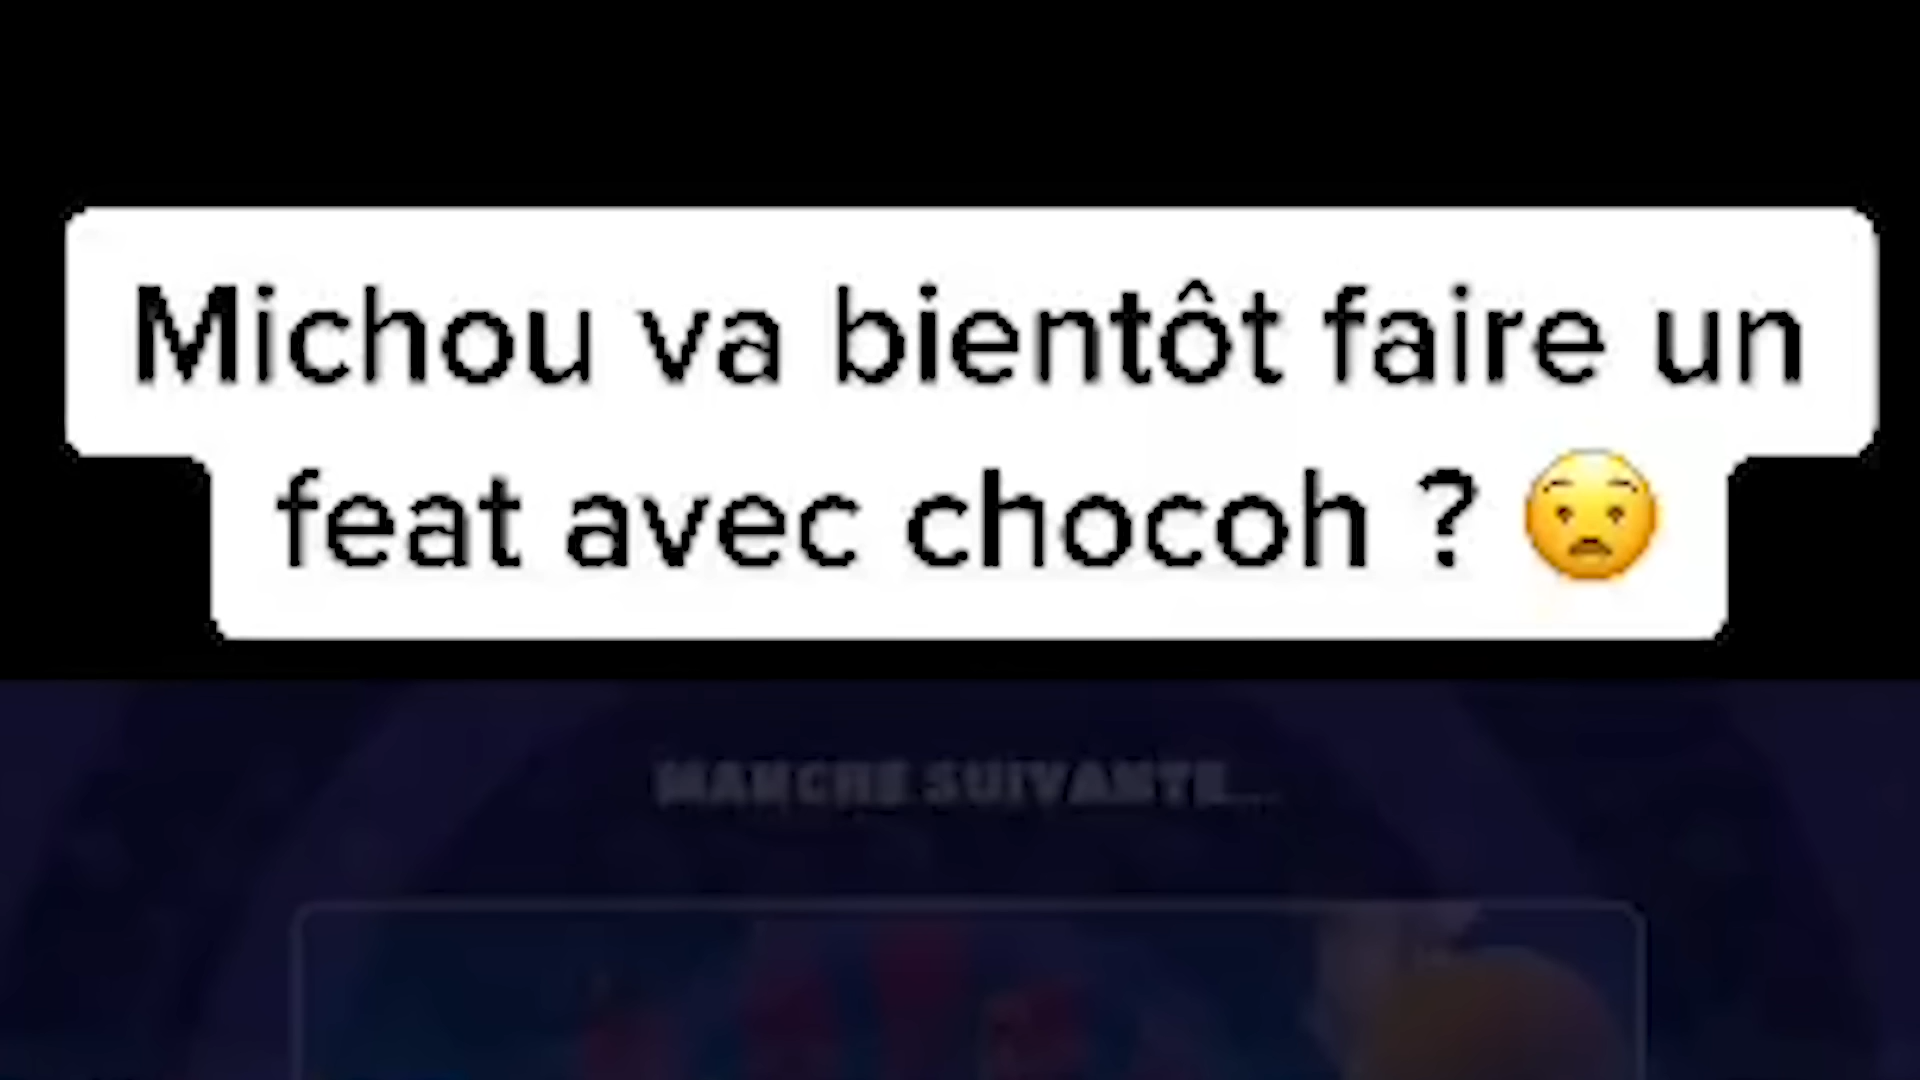 Michou va bientôt faire un
feat avec chocoh ? 😟
MANCHE SUIVANTE...